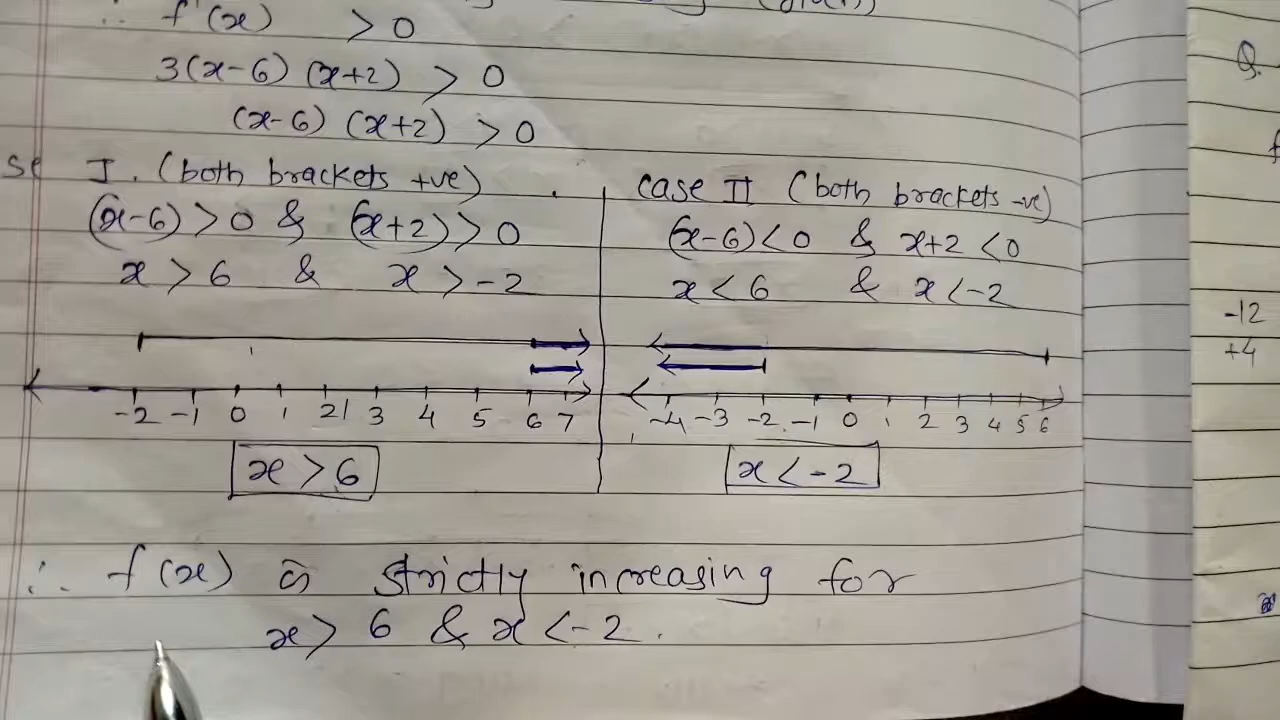 ∴ f'(x) > 0
3(x-6) (x+2) > 0
(x-6) (x+2) > 0
se I. (both brackets +ve)
(x-6) > 0 & (x+2) > 0
x > 6 & x > -2
-2 -1 0 1 2 3 4 5 6 7
x > 6
case II (both brackets -ve)
(x-6) < 0 & x+2 < 0
x < 6 & x < -2
-4 -3 -2 -1 0 1 2 3 4 5 6
x < -2
∴ f(x) is strictly increasing for
x > 6 & x < -2.
Q.
f
-12
+4